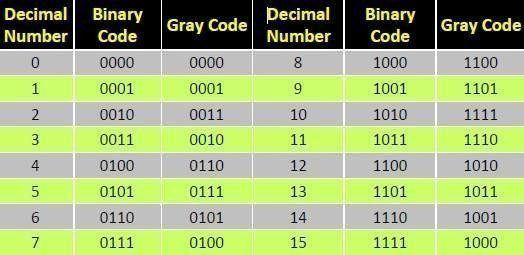 Decimal Number Binary Code Gray Code Decimal Number Binary Code Gray Code
0 0000 0000 8 1000 1100
1 0001 0001 9 1001 1101
2 0010 0011 10 1010 1111
3 0011 0010 11 1011 1110
4 0100 0110 12 1100 1010
5 0101 0111 13 1101 1011
6 0110 0101 14 1110 1001
7 0111 0100 15 1111 1000